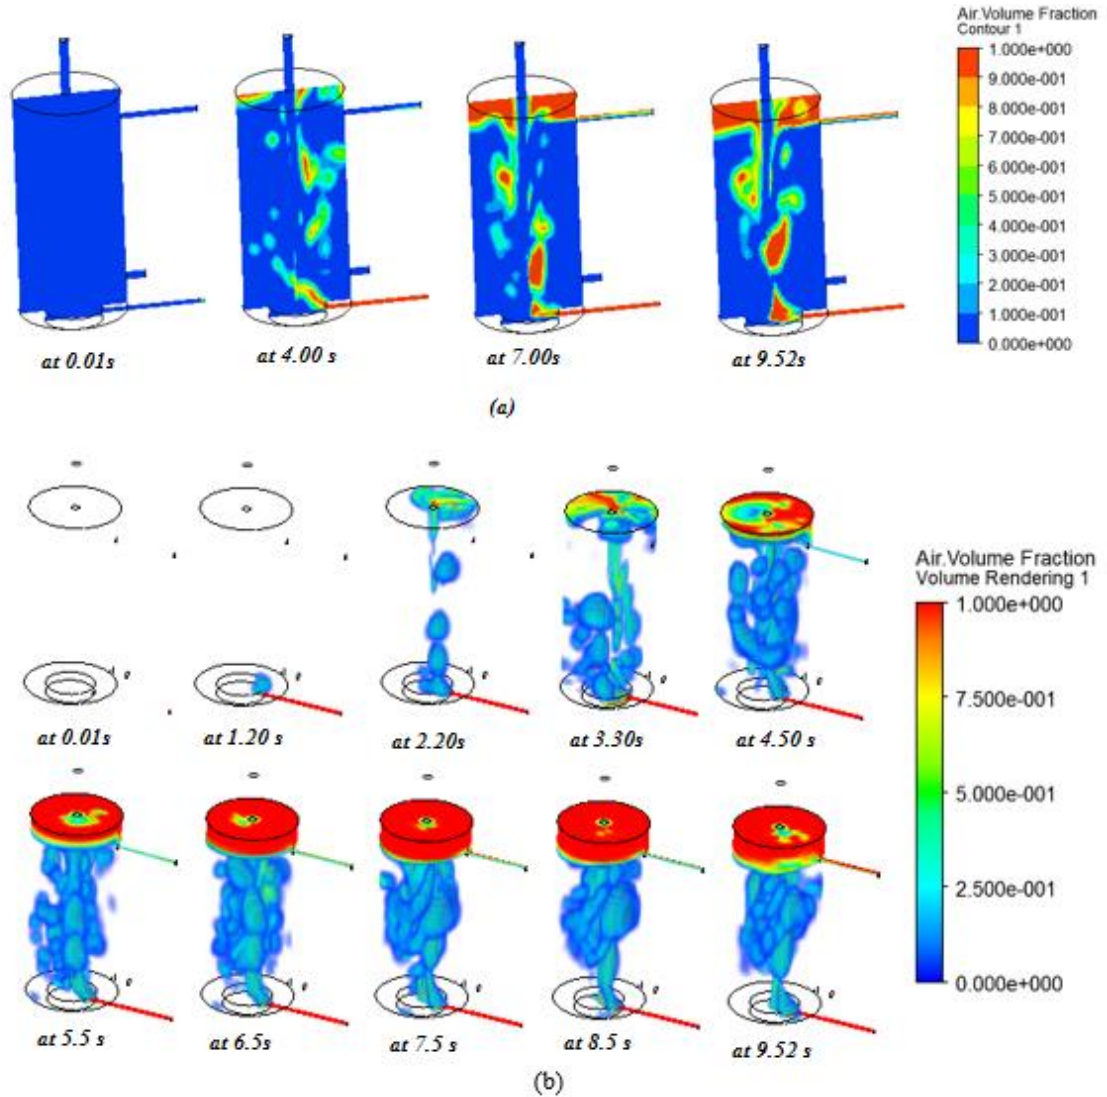 Air.Volume Fraction
Contour 1
1.000e+000
9.000e-001
8.000e-001
7.000e-001
6.000e-001
5.000e-001
4.000e-001
3.000e-001
2.000e-001
1.000e-001
0.000e+000
at 0.01s
at 4.00 s
at 7.00s
at 9.52s
(a)
at 0.01s
at 1.20 s
at 2.20s
at 3.30s
at 4.50 s
Air.Volume Fraction
Volume Rendering 1
1.000e+000
7.500e-001
5.000e-001
2.500e-001
0.000e+000
at 5.5 s
at 6.5s
at 7.5 s
at 8.5 s
at 9.52 s
(b)